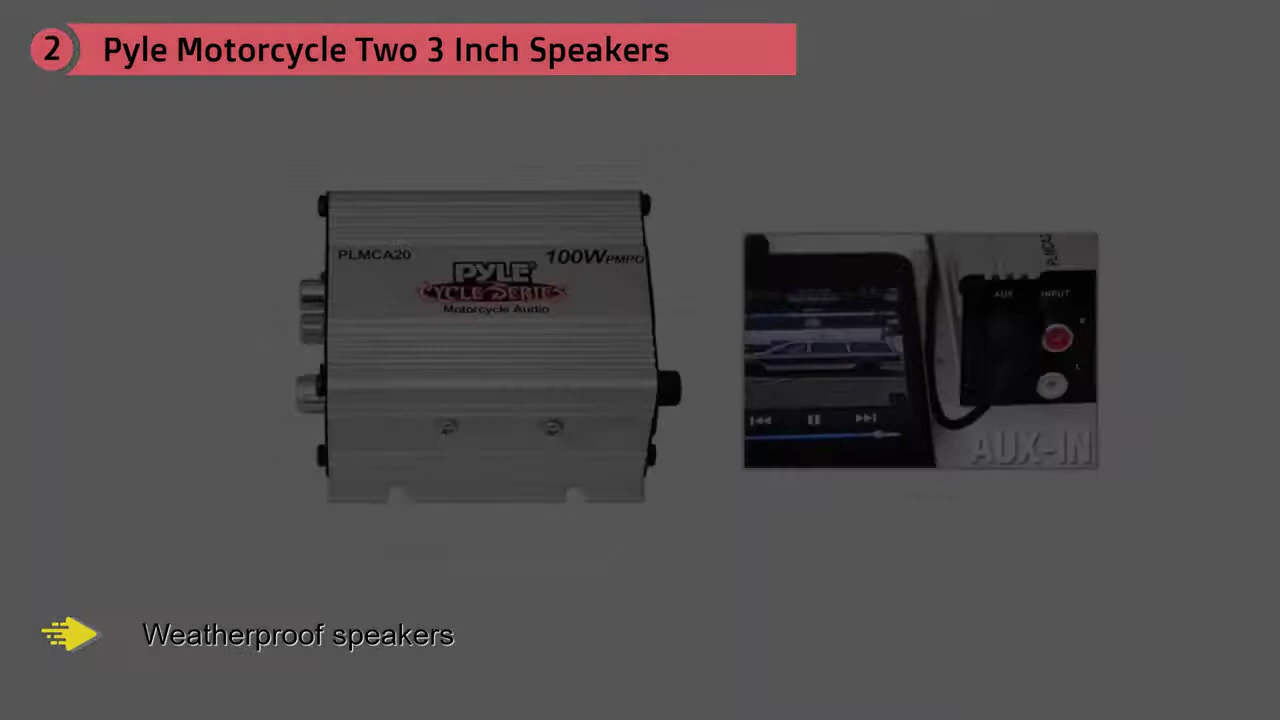 2 Pyle Motorcycle Two 3 Inch Speakers
PLMCA20 100W PMPO
PYLE®
CYCLE SERIES
Motorcycle Audio
PLMCA2
AUX INPUT
R
L
AUX-IN
Weatherproof speakers